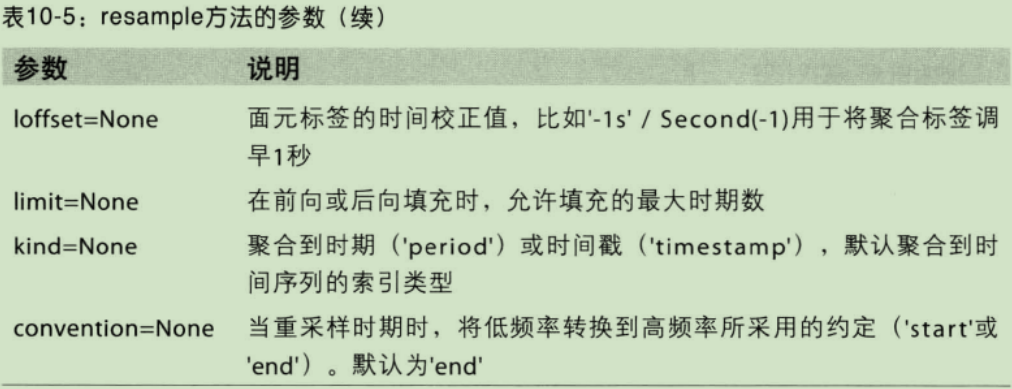 表10-5：resample方法的参数（续）
参数 说明
loffset=None 面元标签的时间校正值，比如'-1s' / Second(-1)用于将聚合标签调
早1秒
limit=None 在前向或后向填充时，允许填充的最大时期数
kind=None 聚合到时期（'period'）或时间戳（'timestamp'），默认聚合到时
间序列的索引类型
convention=None 当重采样时期时，将低频率转换到高频率所采用的约定（'start'或
'end'）。默认为'end'